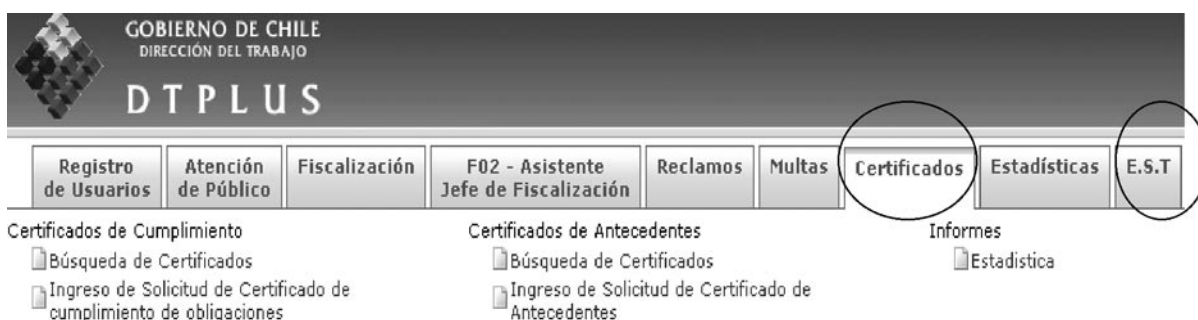 GOBIERNO DE CHILE
DIRECCIÓN DEL TRABAJO
DTPLUS
Registro
de Usuarios
Atención
de Público
Fiscalización
F02 - Asistente
Jefe de Fiscalización
Reclamos
Multas
Certificados
Estadísticas
E.S.T
Certificados de Cumplimiento
Búsqueda de Certificados
Ingreso de Solicitud de Certificado de
cumplimiento de obligaciones
Certificados de Antecedentes
Búsqueda de Certificados
Ingreso de Solicitud de Certificado de
Antecedentes
Informes
Estadistica